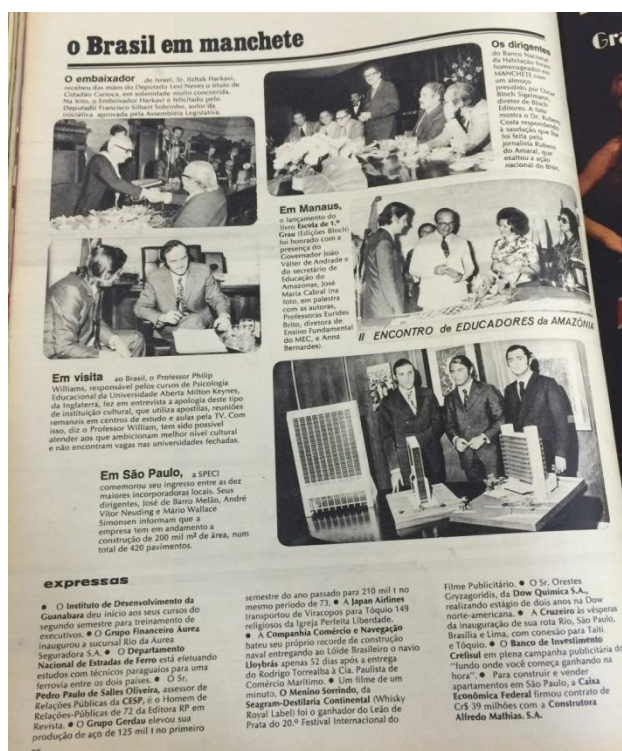 o Brasil em manchete
Gr
O embaixador de Israel, Sr. Itzhak Harkavi,
recebeu das mãos do Deputado Levi Neves o título de
Cidadão Carioca, em solenidade muito concorrida.
Na foto, o Embaixador Harkavi é felicitado pelo
Deputado Francisco Silbert Sobrinho, autor da
iniciativa aprovada pela Assembléia Legislativa.
Os dirigentes
do Banco Nacional
da Habitação foram
homenageados em
MANCHETE com
um almoço
presidido por Oscar
Bloch Sigelmann,
diretor de Bloch
Editores. A foto
mostra o Dr. Rubens
Costa respondendo
à saudação que lhe
foi feita pelo
jornalista Rubens
do Amaral, que
exaltou a ação
nacional do BNH.
Em Manaus,
o lançamento do
livro Escola de 1.º
Grau (Edições Bloch)
foi honrado com a
presença do
Governador João
Válter de Andrade e
do secretário de
Educação do
Amazonas, José
Maria Cabral (na
foto, em palestra
com as autoras,
Professoras Eurides
Brito, diretora de
Ensino Fundamental
do MEC, e Anna
Bernardes).
II ENCONTRO de EDUCADORES da AMAZÔNIA
Em visita ao Brasil, o Professor Philip
Williams, responsável pelos cursos de Psicologia
Educacional da Universidade Aberta Milton Keynes,
da Inglaterra, fez em entrevista a apologia deste tipo
de instituição cultural, que utiliza apostilas, reuniões
semanais em centros de estudo e aulas pela TV. Com
isso, diz o Professor William, tem sido possível
atender aos que ambicionam melhor nível cultural
e não encontram vagas nas universidades fechadas.
Em São Paulo, a SPECI
comemorou seu ingresso entre as dez
maiores incorporadoras locais. Seus
dirigentes, José de Barro Melão, André
Vítor Neuding e Mário Wallace
Simonsen informam que a
empresa tem em andamento a
construção de 200 mil m² de área, num
total de 420 pavimentos.
expressas
● O Instituto de Desenvolvimento da
Guanabara deu início aos seus cursos do
segundo semestre para treinamento de
executivos. ● O Grupo Financeiro Áurea
inaugurou a sucursal Rio da Áurea
Seguradora S.A. ● O Departamento
Nacional de Estradas de Ferro está efetuando
estudos com técnicos paraguaios para uma
ferrovia entre os dois países. ● O Sr.
Pedro Paulo de Salles Oliveira, assessor de
Relações Públicas da CESP, é o Homem de
Relações-Públicas de 72 da Editora RP em
Revista. ● O Grupo Gerdau elevou sua
produção de aço de 125 mil t no primeiro
semestre do ano passado para 210 mil t no
mesmo período de 73. ● A Japan Airlines
transportou de Viracopos para Tóquio 149
religiosos da Igreja Perfeita Liberdade.
● A Companhia Comércio e Navegação
bateu seu próprio recorde de construção
naval entregando ao Lóide Brasileiro o navio
Lloybrás apenas 52 dias após a entrega
do Rodrigo Torrealba à Cia. Paulista de
Comércio Marítimo. ● Um filme de um
minuto, O Menino Sorrindo, da
Seagram-Destilaria Continental (Whisky
Royal Label) foi o ganhador do Leão de
Prata do 20.º Festival Internacional do
Filme Publicitário. ● O Sr. Orestes
Gryzagoridis, da Dow Química S.A.,
realizando estágio de dois anos na Dow
norte-americana. ● A Cruzeiro às vésperas
da inauguração de sua rota Rio, São Paulo,
Brasília e Lima, com conexão para Taiti
e Tóquio. ● O Banco de Investimento
Crefisul em plena campanha publicitária da
"fundo onde você começa ganhando na
hora". ● Para construir e vender
apartamentos em São Paulo, a Caixa
Econômica Federal firmou contrato de
Cr$ 39 milhões com a Construtora
Alfredo Mathias. S.A.